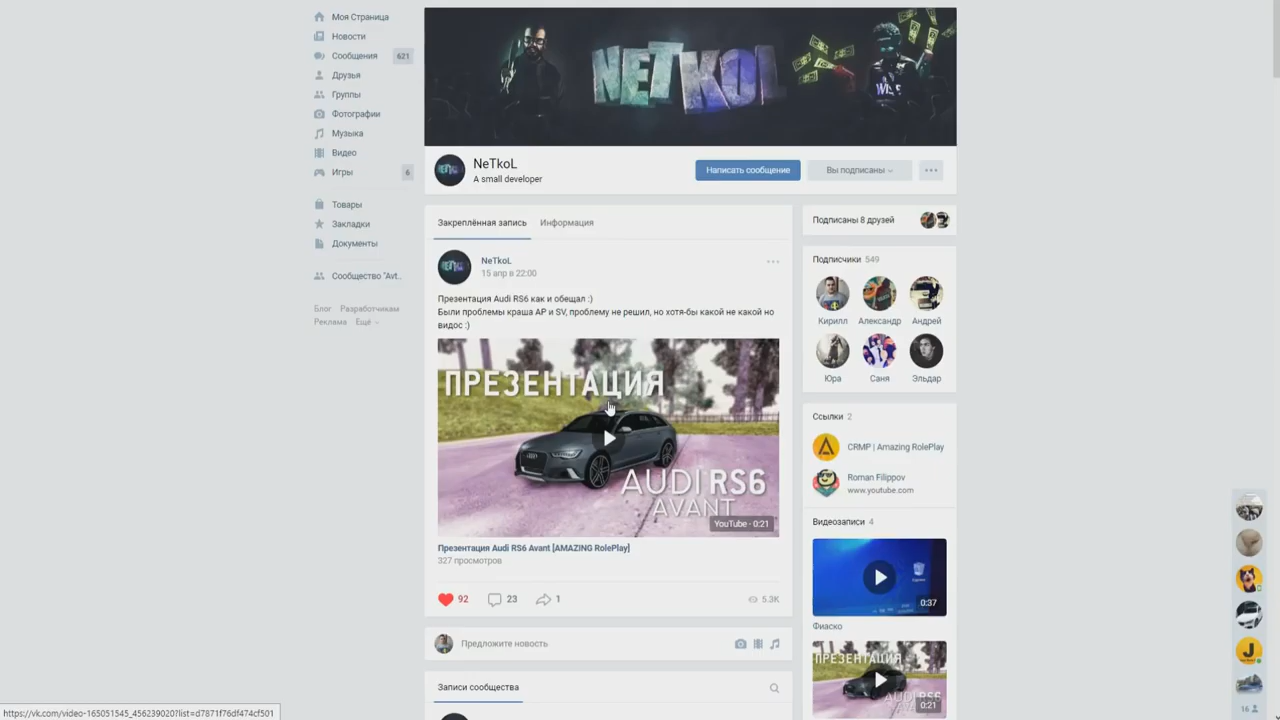 Моя Страница
Новости
Сообщения 621
Друзья
Группы
Фотографии
Музыка
Видео
Игры 6
Товары
Закладки
Документы
Сообщество "Avt..
Блог Разработчикам
Реклама Ещё
NETKOL
NeTkoL
A small developer
Написать сообщение
Вы подписаны
Закреплённая запись Информация
NeTkoL
15 апр в 22:00
Презентация Audi RS6 как и обещал :)
Были проблемы краша AP и SV, проблему не решил, но хотя-бы какой не какой но
видос :)
ПРЕЗЕНТАЦИЯ
AUDI RS6
AVANT
YouTube · 0:21
Презентация Audi RS6 Avant [AMAZING RolePlay]
327 просмотров
92 23 1 5.3K
Предложите новость
Записи сообщества
Подписаны 8 друзей
Подписчики 549
Кирилл Александр Андрей
Юра Саня Эльдар
Ссылки 2
CRMP | Amazing RolePlay
Roman Filippov
www.youtube.com
Видеозаписи 4
0:37
Фиаско
ПРЕЗЕНТАЦИЯ
AUDI RS6
0:21
J
16
https://vk.com/video-165051545_456239020?list=d7871f76df474cf501